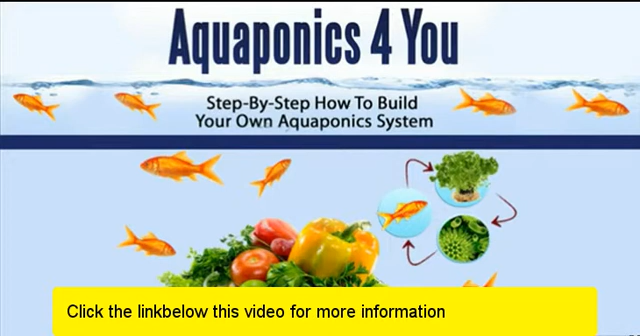 Aquaponics 4 You
Step-By-Step How To Build
Your Own Aquaponics System
Click the linkbelow this video for more information